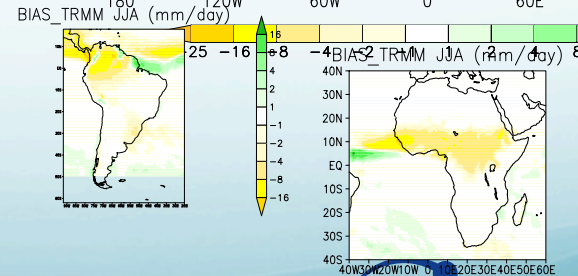 180 120W 60W 0 60E
BIAS_TRMM JJA (mm/day)
-25 -16 -8 -4 -2 -1 1 2 4 8
16
8
4
2
1
-1
-2
-4
-8
-16
BIAS_TRMM JJA (mm/day)
40N
30N
20N
10N
EQ
10S
20S
30S
40S
40W 30W 20W 10W 0 10E 20E 30E 40E 50E 60E